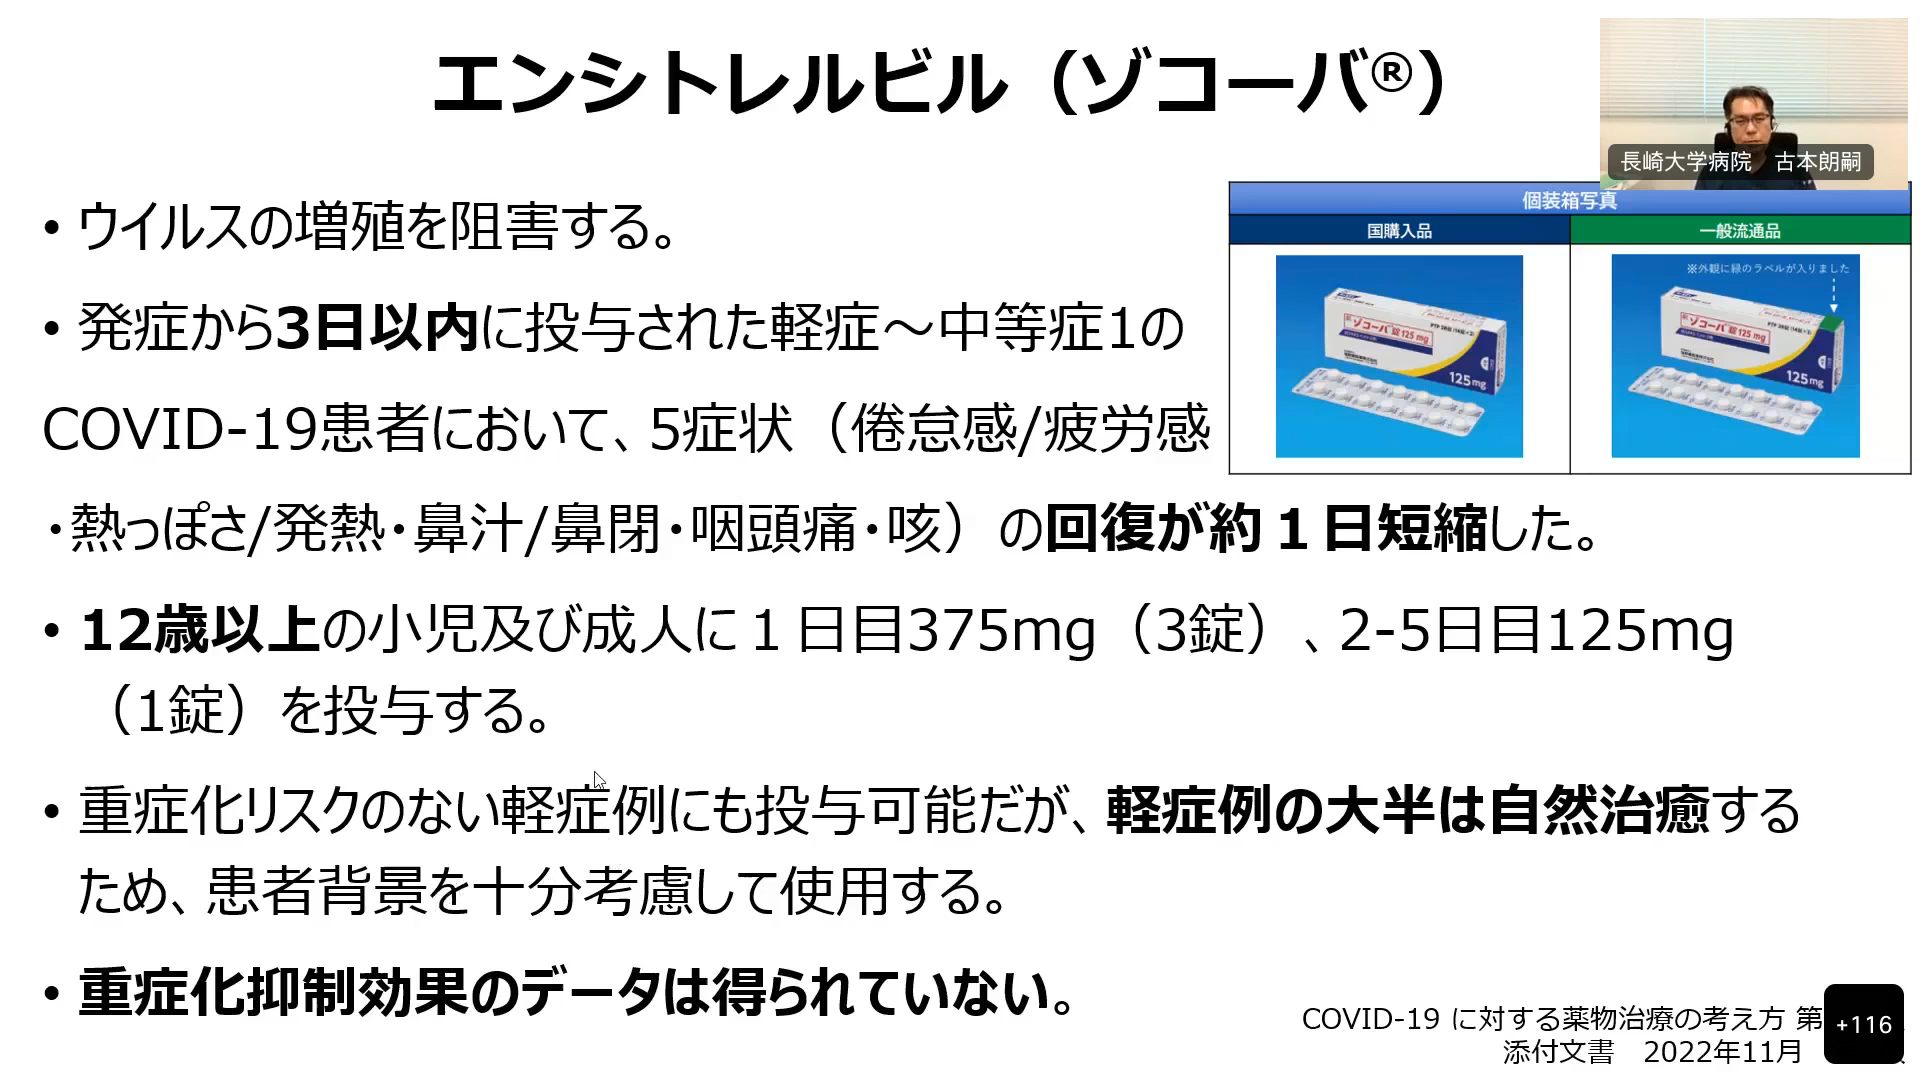 エンシトレルビル（ゾコーバ®）
長崎大学病院　古本朗嗣
• ウイルスの増殖を阻害する。
• 発症から3日以内に投与された軽症～中等症1の
COVID-19患者において、5症状（倦怠感/疲労感
・熱っぽさ/発熱・鼻汁/鼻閉・咽頭痛・咳）の回復が約１日短縮した。
• 12歳以上の小児及び成人に１日目375mg（3錠）、2-5日目125mg
（1錠）を投与する。
• 重症化リスクのない軽症例にも投与可能だが、軽症例の大半は自然治癒する
ため、患者背景を十分考慮して使用する。
• 重症化抑制効果のデータは得られていない。
個装箱写真
国購入品
一般流通品
※外観に緑のラベルが入りました
ゾコーバ錠125mg
125mg
ゾコーバ錠125mg
125mg
COVID-19 に対する薬物治療の考え方 第
添付文書　2022年11月
+116